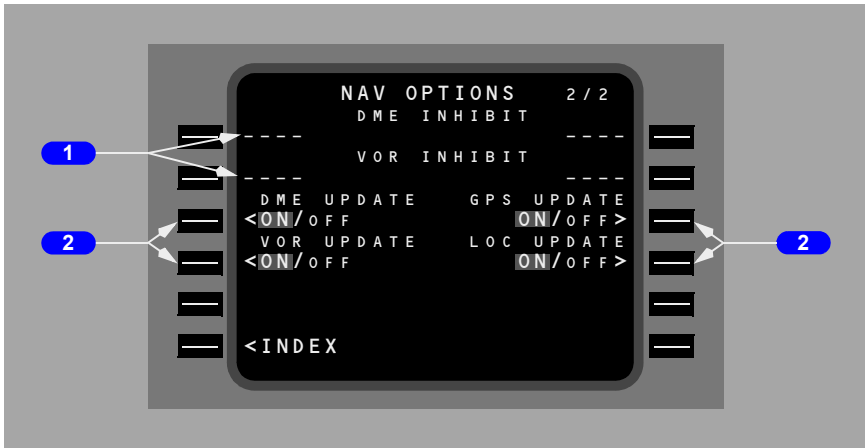 NAV OPTIONS 2/2
DME INHIBIT
---- ----
1
VOR INHIBIT
---- ----
DME UPDATE GPS UPDATE
<ON/OFF ON/OFF>
2 2
VOR UPDATE LOC UPDATE
<ON/OFF ON/OFF>
<INDEX